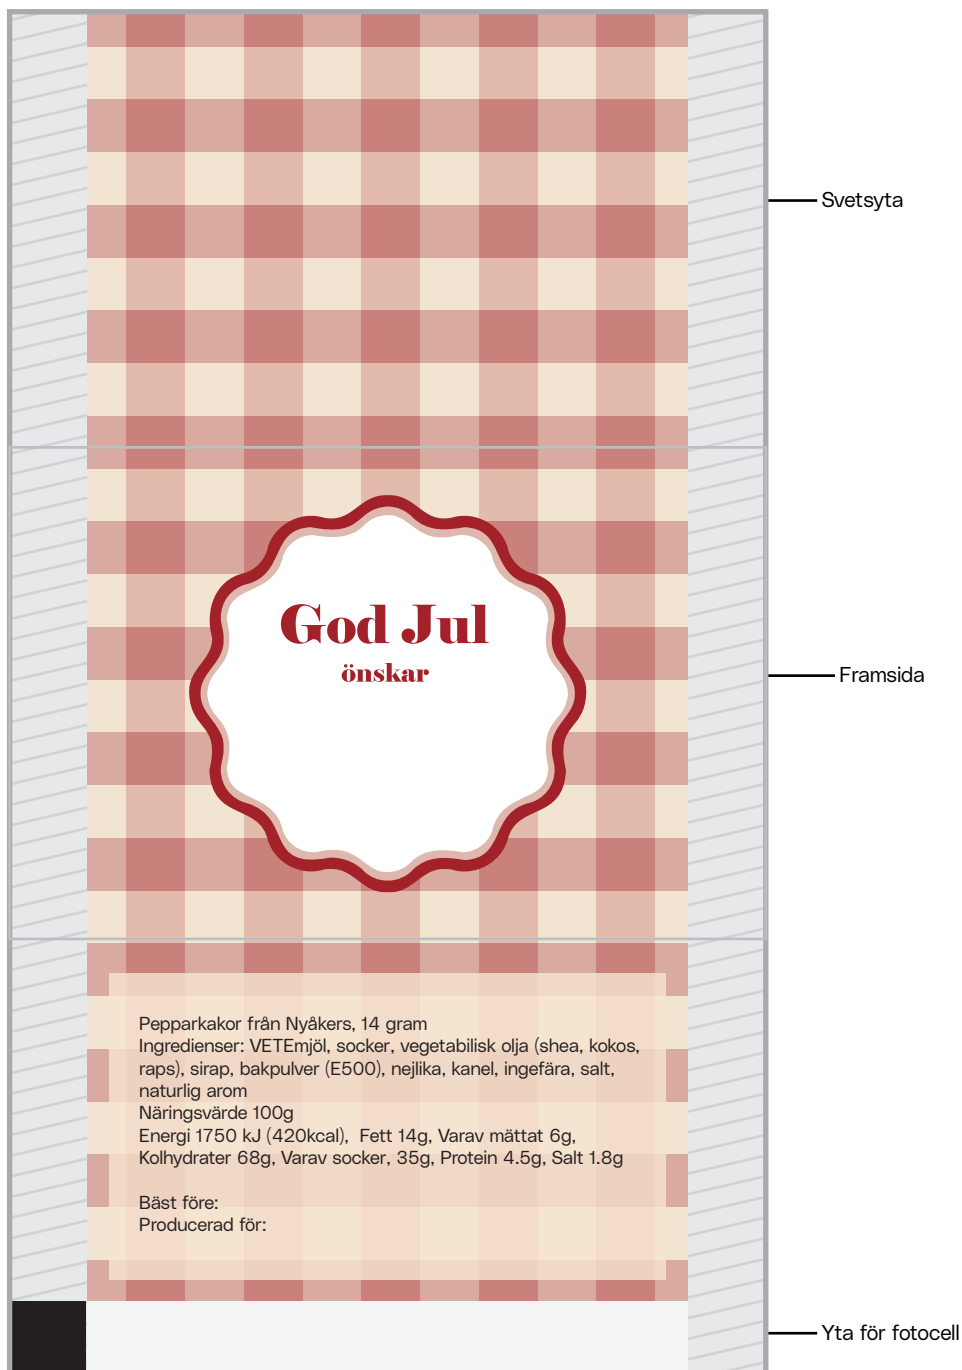 Svetsyta
God Jul
önskar
Framsida
Pepparkakor från Nyåkers, 14 gram
Ingredienser: VETEmjöl, socker, vegetabilisk olja (shea, kokos,
raps), sirap, bakpulver (E500), nejlika, kanel, ingefära, salt,
naturlig arom
Näringsvärde 100g
Energi 1750 kJ (420kcal),  Fett 14g, Varav mättat 6g,
Kolhydrater 68g, Varav socker, 35g, Protein 4.5g, Salt 1.8g
Bäst före:
Producerad för:
Yta för fotocell